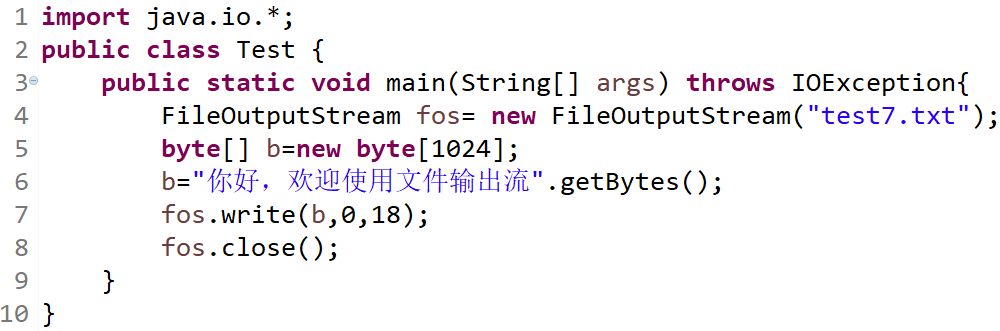 1 import java.io.*;
2 public class Test {
3     public static void main(String[] args) throws IOException{
4         FileOutputStream fos= new FileOutputStream("test7.txt");
5         byte[] b=new byte[1024];
6         b="你好，欢迎使用文件输出流".getBytes();
7         fos.write(b,0,18);
8         fos.close();
9     }
10 }